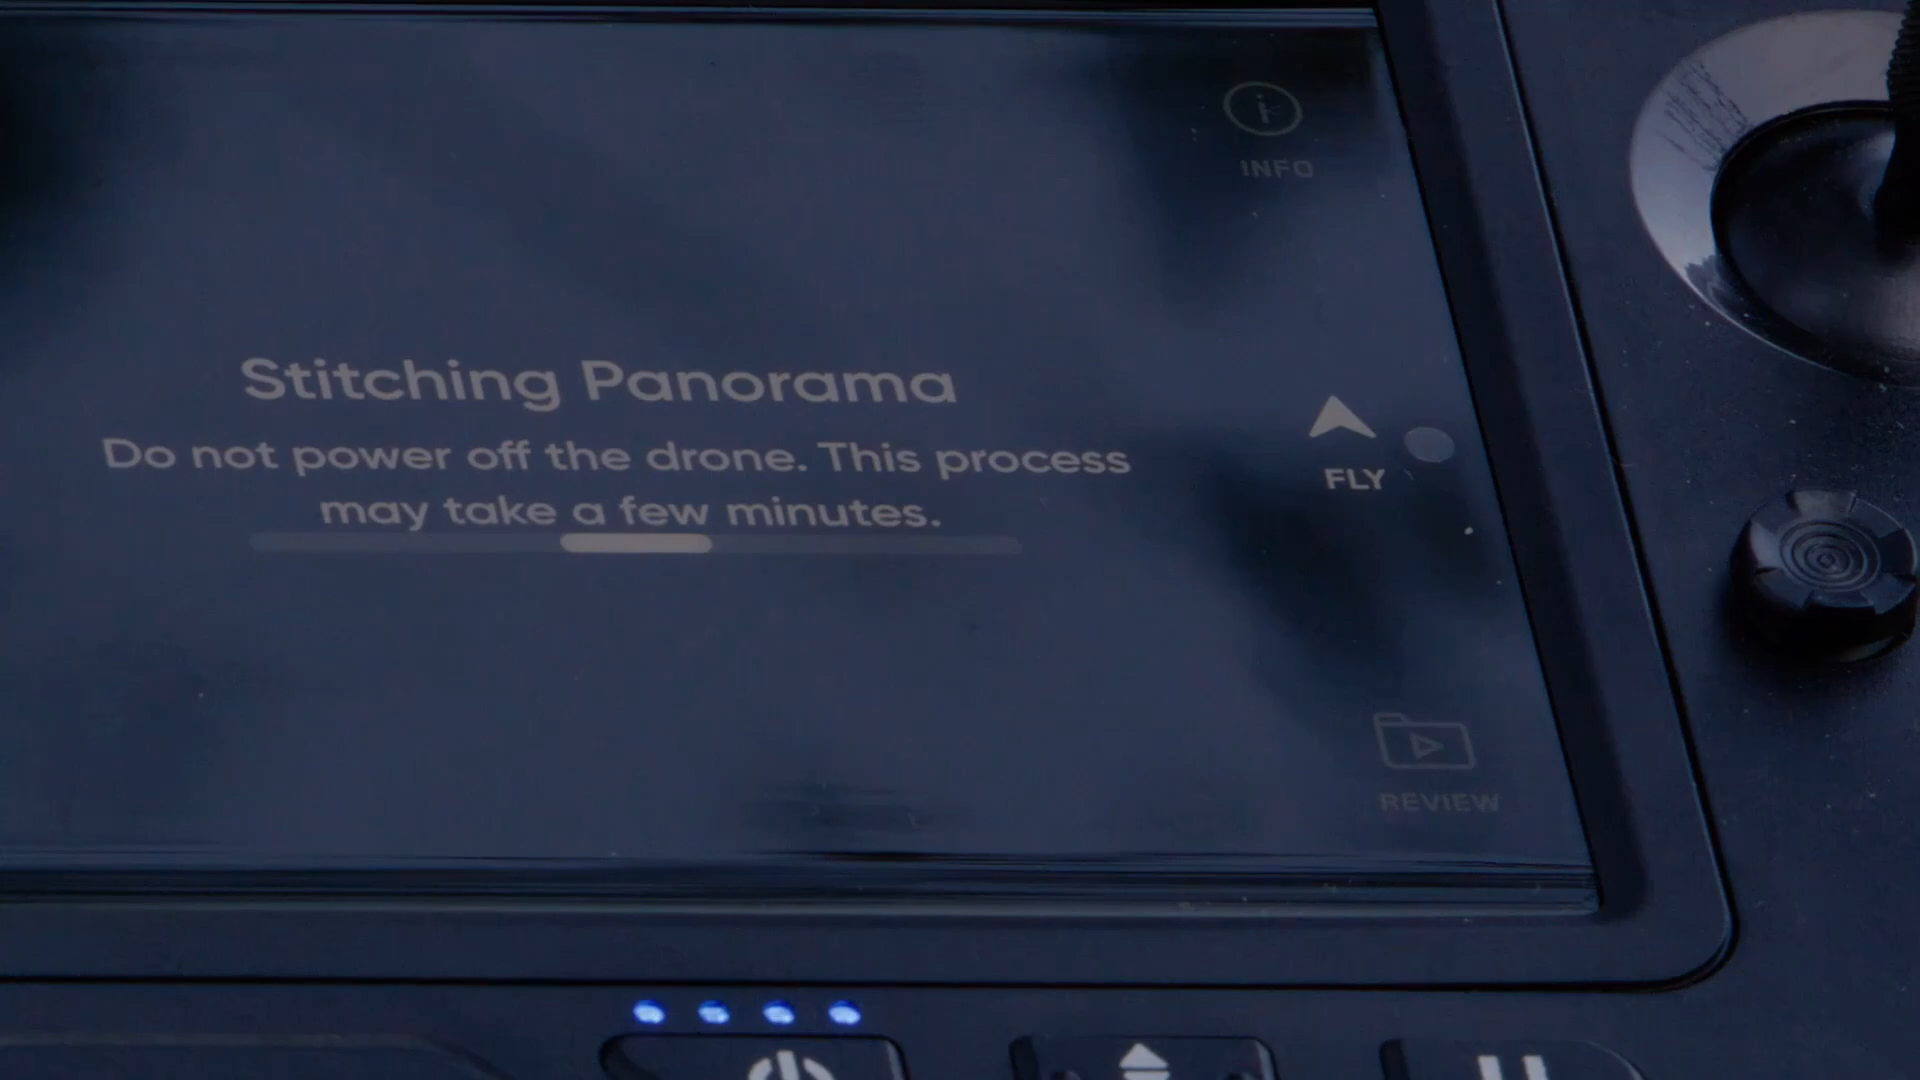 INFO
Stitching Panorama
Do not power off the drone. This process
may take a few minutes.
FLY
REVIEW